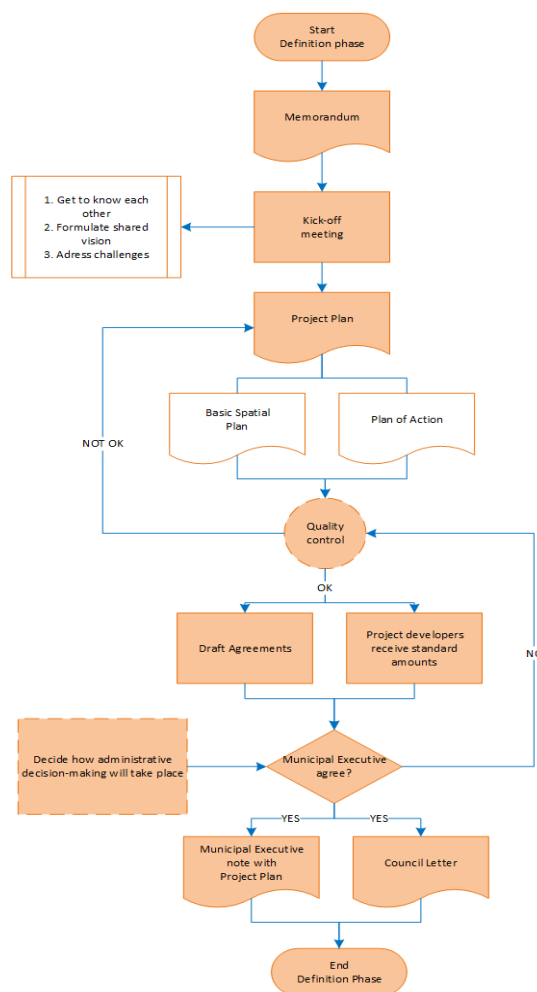 Start
Definition phase
Memorandum
1. Get to know each
other
2. Formulate shared
vision
3. Adress challenges
Kick-off
meeting
Project Plan
Basic Spatial
Plan
Plan of Action
NOT OK
Quality
control
OK
Draft Agreements
Project developers
receive standard
amounts
NO
Decide how administrative
decision-making will take place
Municipal Executive
agree?
YES
YES
Municipal Executive
note with
Project Plan
Council Letter
End
Definition Phase